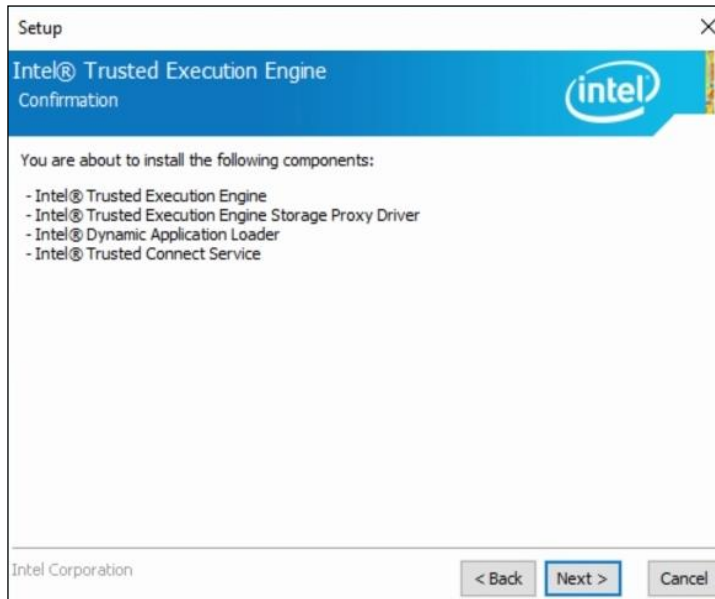 Setup
Intel® Trusted Execution Engine
Confirmation
intel
You are about to install the following components:
- Intel® Trusted Execution Engine
- Intel® Trusted Execution Engine Storage Proxy Driver
- Intel® Dynamic Application Loader
- Intel® Trusted Connect Service
Intel Corporation
< Back
Next >
Cancel